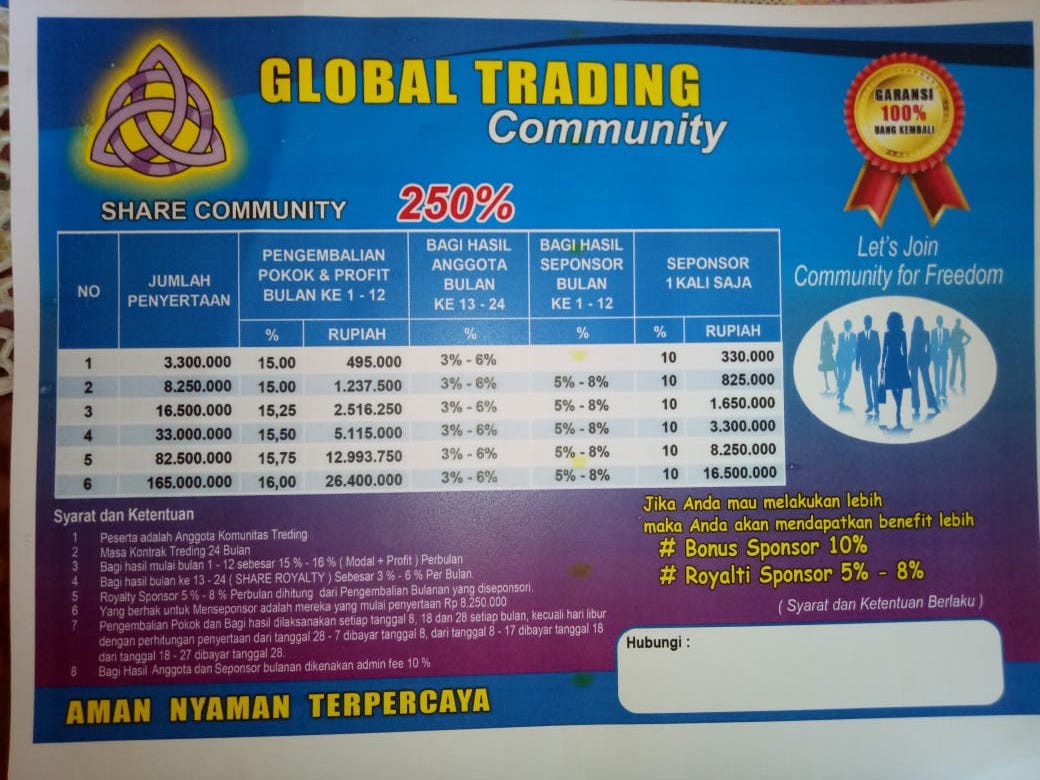 GLOBAL TRADING
Community
GARANSI
100%
UANG KEMBALI
SHARE COMMUNITY 250%
Let's Join
Community for Freedom
NO JUMLAH PENYERTAAN PENGEMBALIAN POKOK & PROFIT BULAN KE 1 - 12 BAGI HASIL ANGGOTA BULAN KE 13 - 24 BAGI HASIL SEPONSOR BULAN KE 1 - 12 SEPONSOR 1 KALI SAJA
% RUPIAH % % % RUPIAH
1 3.300.000 15.00 495.000 3% - 6% 10 330.000
2 8.250.000 15.00 1.237.500 3% - 6% 5% - 8% 10 825.000
3 16.500.000 15,25 2.516.250 3% - 6% 5% - 8% 10 1.650.000
4 33.000.000 15,50 5.115.000 3% - 6% 5% - 8% 10 3.300.000
5 82.500.000 15,75 12.993.750 3% - 6% 5% - 8% 10 8.250.000
6 165.000.000 16,00 26.400.000 3% - 6% 5% - 8% 10 16.500.000
Syarat dan Ketentuan
1 Peserta adalah Anggota Komunitas Treding
2 Masa Kontrak Treding 24 Bulan
3 Bagi hasil mulai bulan 1 - 12 sebesar 15 % - 16 % ( Modal + Profit ) Perbulan
4 Bagi hasil bulan ke 13 - 24 ( SHARE ROYALTY ) Sebesar 3 % - 6 % Per Bulan.
5 Royalty Sponsor 5 % - 8 % Perbulan dihitung dari Pengembalian Bulanan yang diseponsori.
6 Yang berhak untuk Menseponsor adalah mereka yang mulai penyertaan Rp 8.250.000
7 Pengembalian Pokok dan Bagi hasil dilaksanakan setiap tanggal 8, 18 dan 28 setiap bulan, kecuali hari libur
dengan perhitungan penyertaan dari tanggal 28 - 7 dibayar tanggal 8, dari tanggal 8 - 17 dibayar tanggal 18
dari tanggal 18 - 27 dibayar tanggal 28.
8 Bagi Hasil Anggota dan Seponsor bulanan dikenakan admin fee 10 %
Jika Anda mau melakukan lebih
maka Anda akan mendapatkan benefit lebih
# Bonus Sponsor 10%
# Royalti Sponsor 5% - 8%
( Syarat dan Ketentuan Berlaku )
Hubungi :
AMAN NYAMAN TERPERCAYA